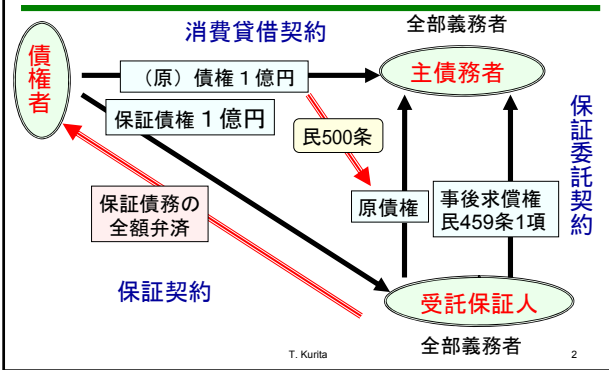 消費貸借契約
全部義務者
債権者
(原)債権1億円
主債務者
保証債権1億円
民500条
保証委託契約
保証債務の
全額弁済
原債権
事後求償権
民459条1項
保証契約
受託保証人
全部義務者
T. Kurita
2